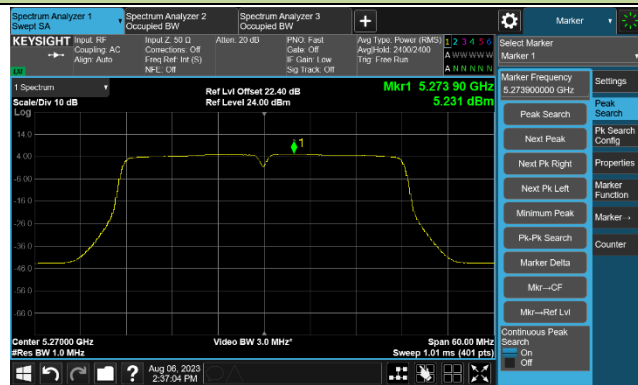 Spectrum Analyzer 1
Swept SA
Spectrum Analyzer 2
Occupied BW
Spectrum Analyzer 3
Occupied BW
Marker
KEYSIGHT
Input: RF
Coupling: AC
Align: Auto
Input Z: 50 Ω
Corrections: Off
Freq Ref: Int (S)
NFE: Off
Atten: 20 dB
PNO: Fast
Gate: Off
IF Gain: Low
Sig Track: Off
Avg Type: Power (RMS)
Avg|Hold: 2400/2400
Trig: Free Run
1 2 3 4 5 6
A W W W W W
A N N N N N
LM
Select Marker
Marker 1
1 Spectrum
Scale/Div 10 dB
Log
Ref Lvl Offset 22.40 dB
Ref Level 24.00 dBm
Mkr1 5.273 90 GHz
5.231 dBm
14.0
4.00
-6.00
-16.0
-26.0
-36.0
-46.0
-56.0
-66.0
1
Center 5.27000 GHz
#Res BW 1.0 MHz
Video BW 3.0 MHz*
Span 60.00 MHz
Sweep 1.01 ms (401 pts)
Marker Frequency
5.273900000 GHz
Peak Search
Next Peak
Next Pk Right
Next Pk Left
Minimum Peak
Pk-Pk Search
Marker Delta
Mkr→CF
Mkr→Ref Lvl
Continuous Peak
Search
On
Off
Settings
Peak
Search
Pk Search
Config
Properties
Marker
Function
Marker→
Counter
?
Aug 06, 2023
2:37:04 PM